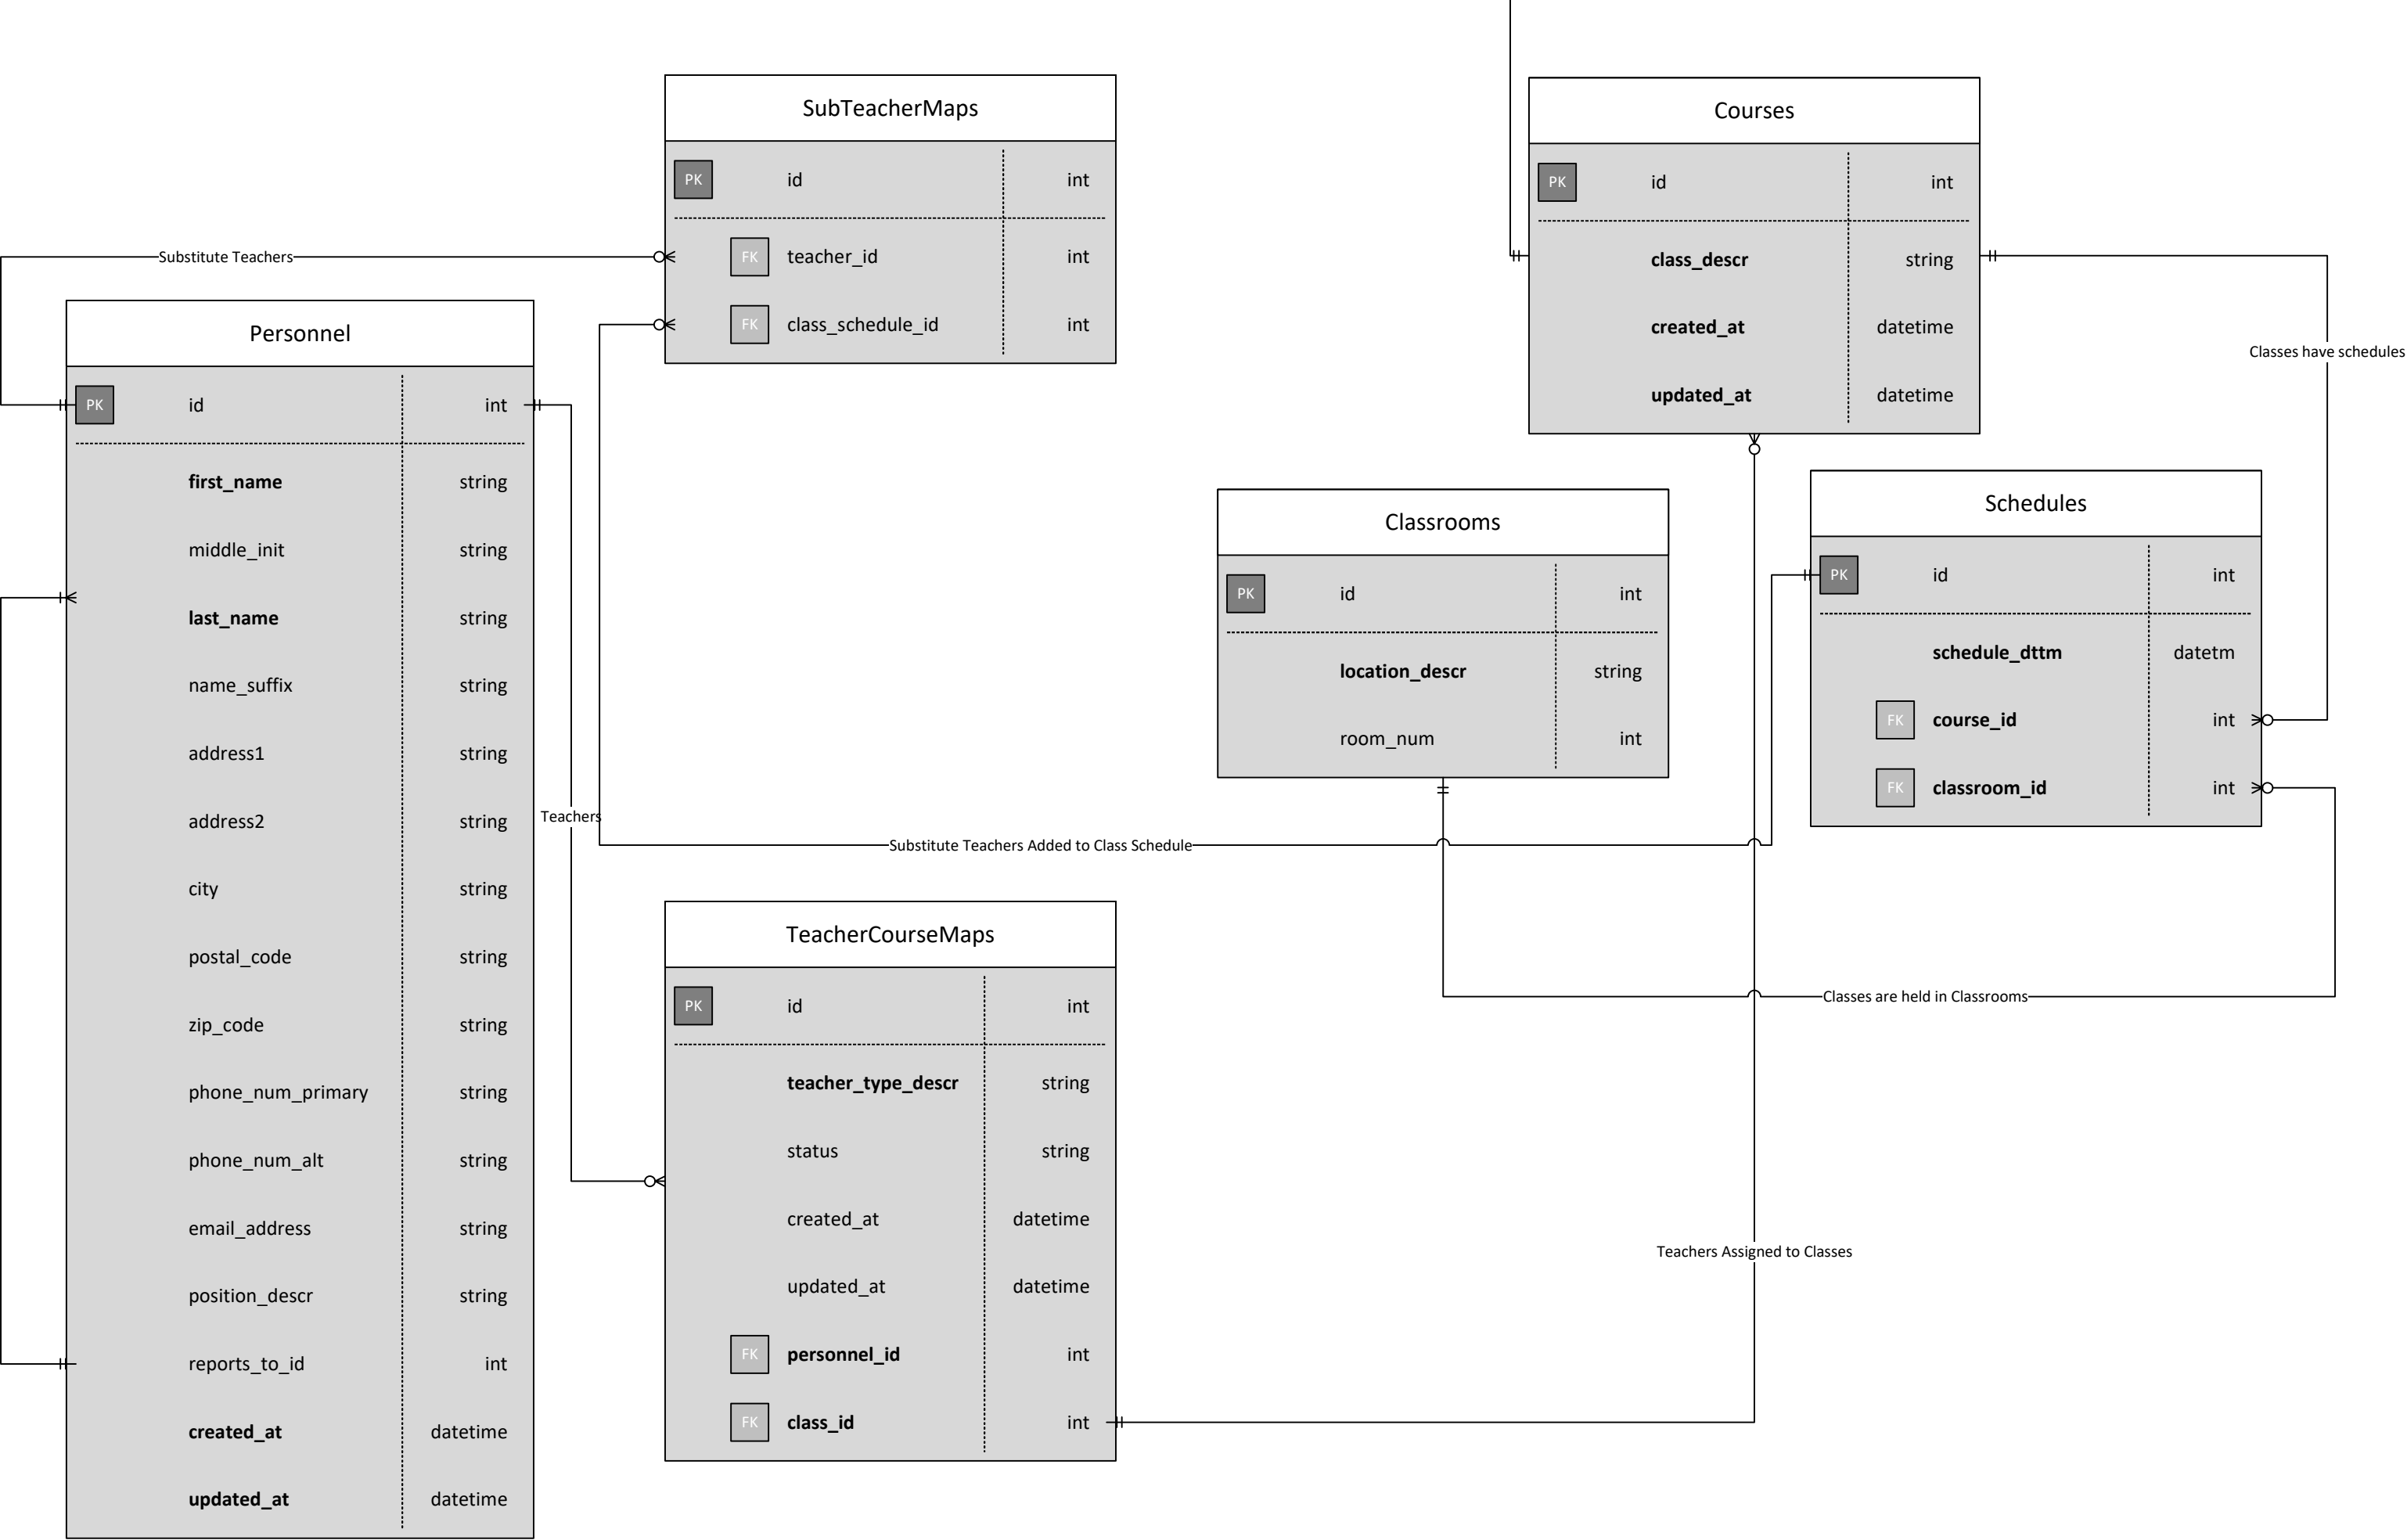 SubTeacherMaps
PK id int
FK teacher_id int
FK class_schedule_id int
Courses
PK id int
class_descr string
created_at datetime
updated_at datetime
Substitute Teachers
Classes have schedules
Personnel
PK id int
first_name string
middle_init string
last_name string
name_suffix string
address1 string
address2 string
city string
postal_code string
zip_code string
phone_num_primary string
phone_num_alt string
email_address string
position_descr string
reports_to_id int
created_at datetime
updated_at datetime
Teachers
Classrooms
PK id int
location_descr string
room_num int
Schedules
PK id int
schedule_dttm datetm
FK course_id int
FK classroom_id int
Substitute Teachers Added to Class Schedule
TeacherCourseMaps
PK id int
teacher_type_descr string
status string
created_at datetime
updated_at datetime
FK personnel_id int
FK class_id int
Classes are held in Classrooms
Teachers Assigned to Classes